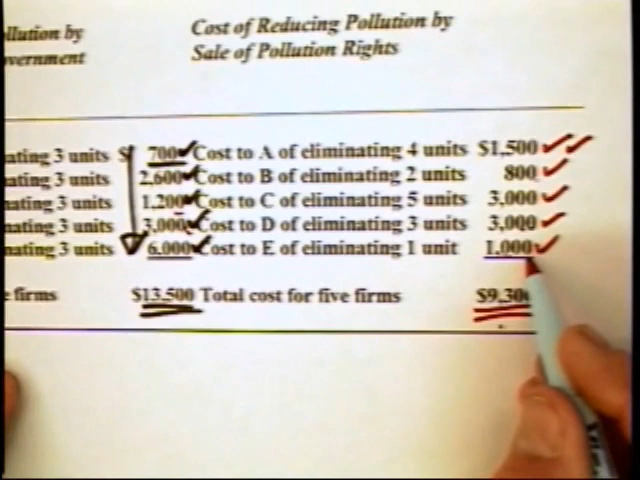 llution by Cost of Reducing Pollution by
vernment Sale of Pollution Rights
ating 3 units $ 700 Cost to A of eliminating 4 units $1,500
ating 3 units 2,600 Cost to B of eliminating 2 units 800
ating 3 units 1,200 Cost to C of eliminating 5 units 3,000
ating 3 units 3,000 Cost to D of eliminating 3 units 3,000
nating 3 units 6,000 Cost to E of eliminating 1 unit 1,000
e firms $13,500 Total cost for five firms $9,30